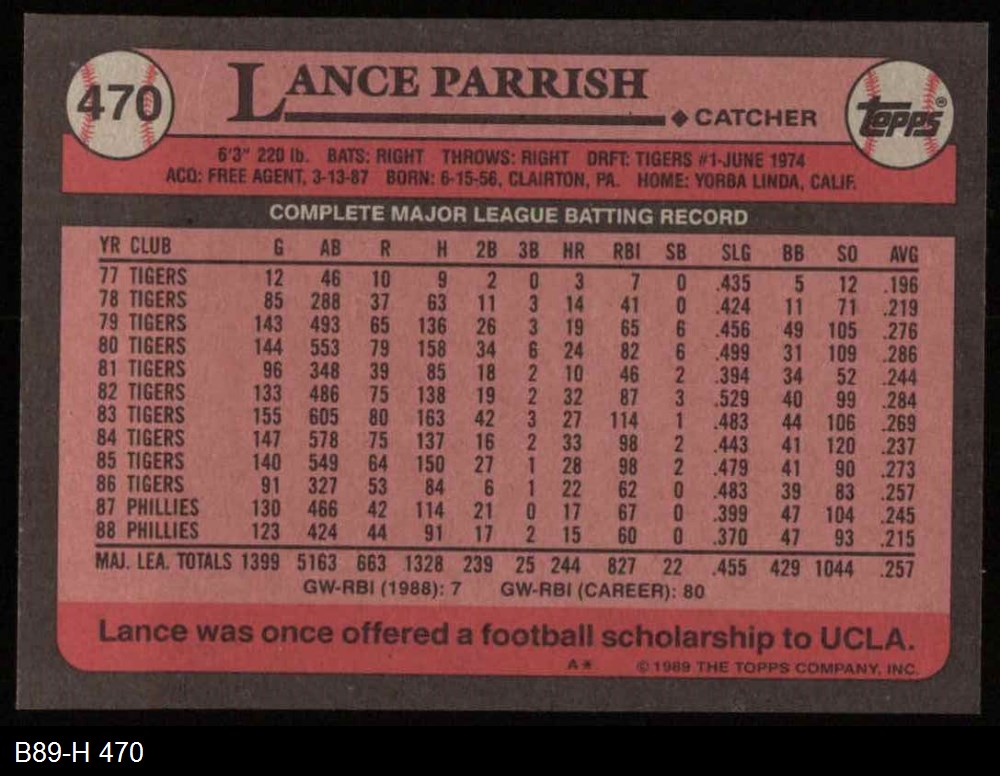 470
LANCE PARRISH
◆ CATCHER
TOPPS®
6'3" 220 lb. BATS: RIGHT THROWS: RIGHT DRFT: TIGERS #1-JUNE 1974
ACQ: FREE AGENT, 3-13-87 BORN: 6-15-56, CLAIRTON, PA. HOME: YORBA LINDA, CALIF.
COMPLETE MAJOR LEAGUE BATTING RECORD
YR CLUB G AB R H 2B 3B HR RBI SB SLG BB SO AVG
77 TIGERS 12 46 10 9 2 0 3 7 0 .435 5 12 .196
78 TIGERS 85 288 37 63 11 3 14 41 0 .424 11 71 .219
79 TIGERS 143 493 65 136 26 3 19 65 6 .456 49 105 .276
80 TIGERS 144 553 79 158 34 6 24 82 6 .499 31 109 .286
81 TIGERS 96 348 39 85 18 2 10 46 2 .394 34 52 .244
82 TIGERS 133 486 75 138 19 2 32 87 3 .529 40 99 .284
83 TIGERS 155 605 80 163 42 3 27 114 1 .483 44 106 .269
84 TIGERS 147 578 75 137 16 2 33 98 2 .443 41 120 .237
85 TIGERS 140 549 64 150 27 1 28 98 2 .479 41 90 .273
86 TIGERS 91 327 53 84 6 1 22 62 0 .483 39 83 .257
87 PHILLIES 130 466 42 114 21 0 17 67 0 .399 47 104 .245
88 PHILLIES 123 424 44 91 17 2 15 60 0 .370 47 93 .215
MAJ. LEA. TOTALS 1399 5163 663 1328 239 25 244 827 22 .455 429 1044 .257
GW-RBI (1988): 7 GW-RBI (CAREER): 80
Lance was once offered a football scholarship to UCLA.
A* © 1989 THE TOPPS COMPANY, INC.
B89-H 470